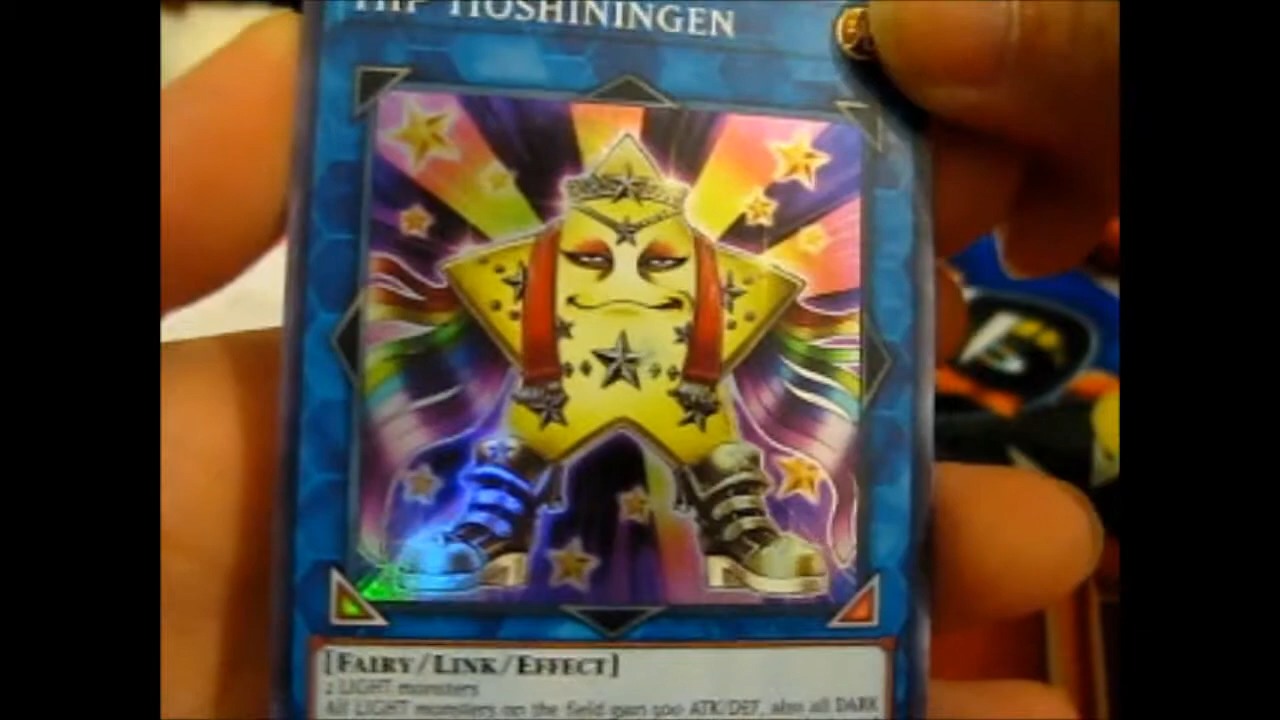 HIP HOSHININGEN
[FAIRY/LINK/EFFECT]
2 LIGHT monsters
All LIGHT monsters on the field gain 500 ATK/DEF, also all DARK